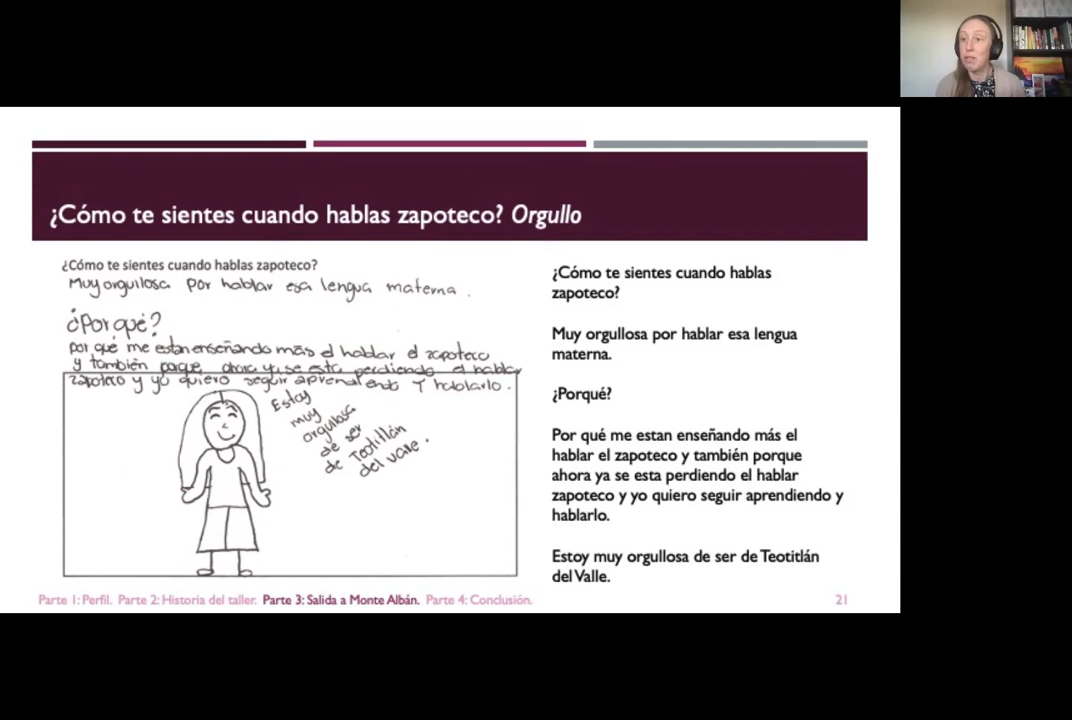 ¿Cómo te sientes cuando hablas zapoteco? Orgullo
¿Cómo te sientes cuando hablas zapoteco?
Muy orguilosa por hablar esa lengua materna.
¿Por qué?
por qué me estan enseñando más el hablar el zapoteco
y también porque ahora ya se esta perdiendo el hablar
zapoteco y yo quiero seguir aprendiendo y hablarlo.
Estoy
muy
orgullosa
de ser
de Teotitlán
del valle.
¿Cómo te sientes cuando hablas
zapoteco?
Muy orgullosa por hablar esa lengua
materna.
¿Porqué?
Por qué me estan enseñando más el
hablar el zapoteco y también porque
ahora ya se esta perdiendo el hablar
zapoteco y yo quiero seguir aprendiendo y
hablarlo.
Estoy muy orgullosa de ser de Teotitlán
del Valle.
Parte 1: Perfil. Parte 2: Historia del taller. Parte 3: Salida a Monte Albán. Parte 4: Conclusión.
21